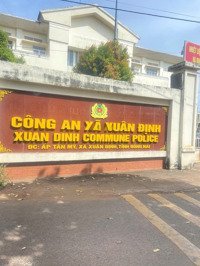 CÔNG AN XÃ XUÂN ĐỊNH
XUAN DINH COMMUNE POLICE
ĐC: ẤP TÂN MỸ, XÃ XUÂN ĐỊNH, TỈNH ĐỒNG NAI